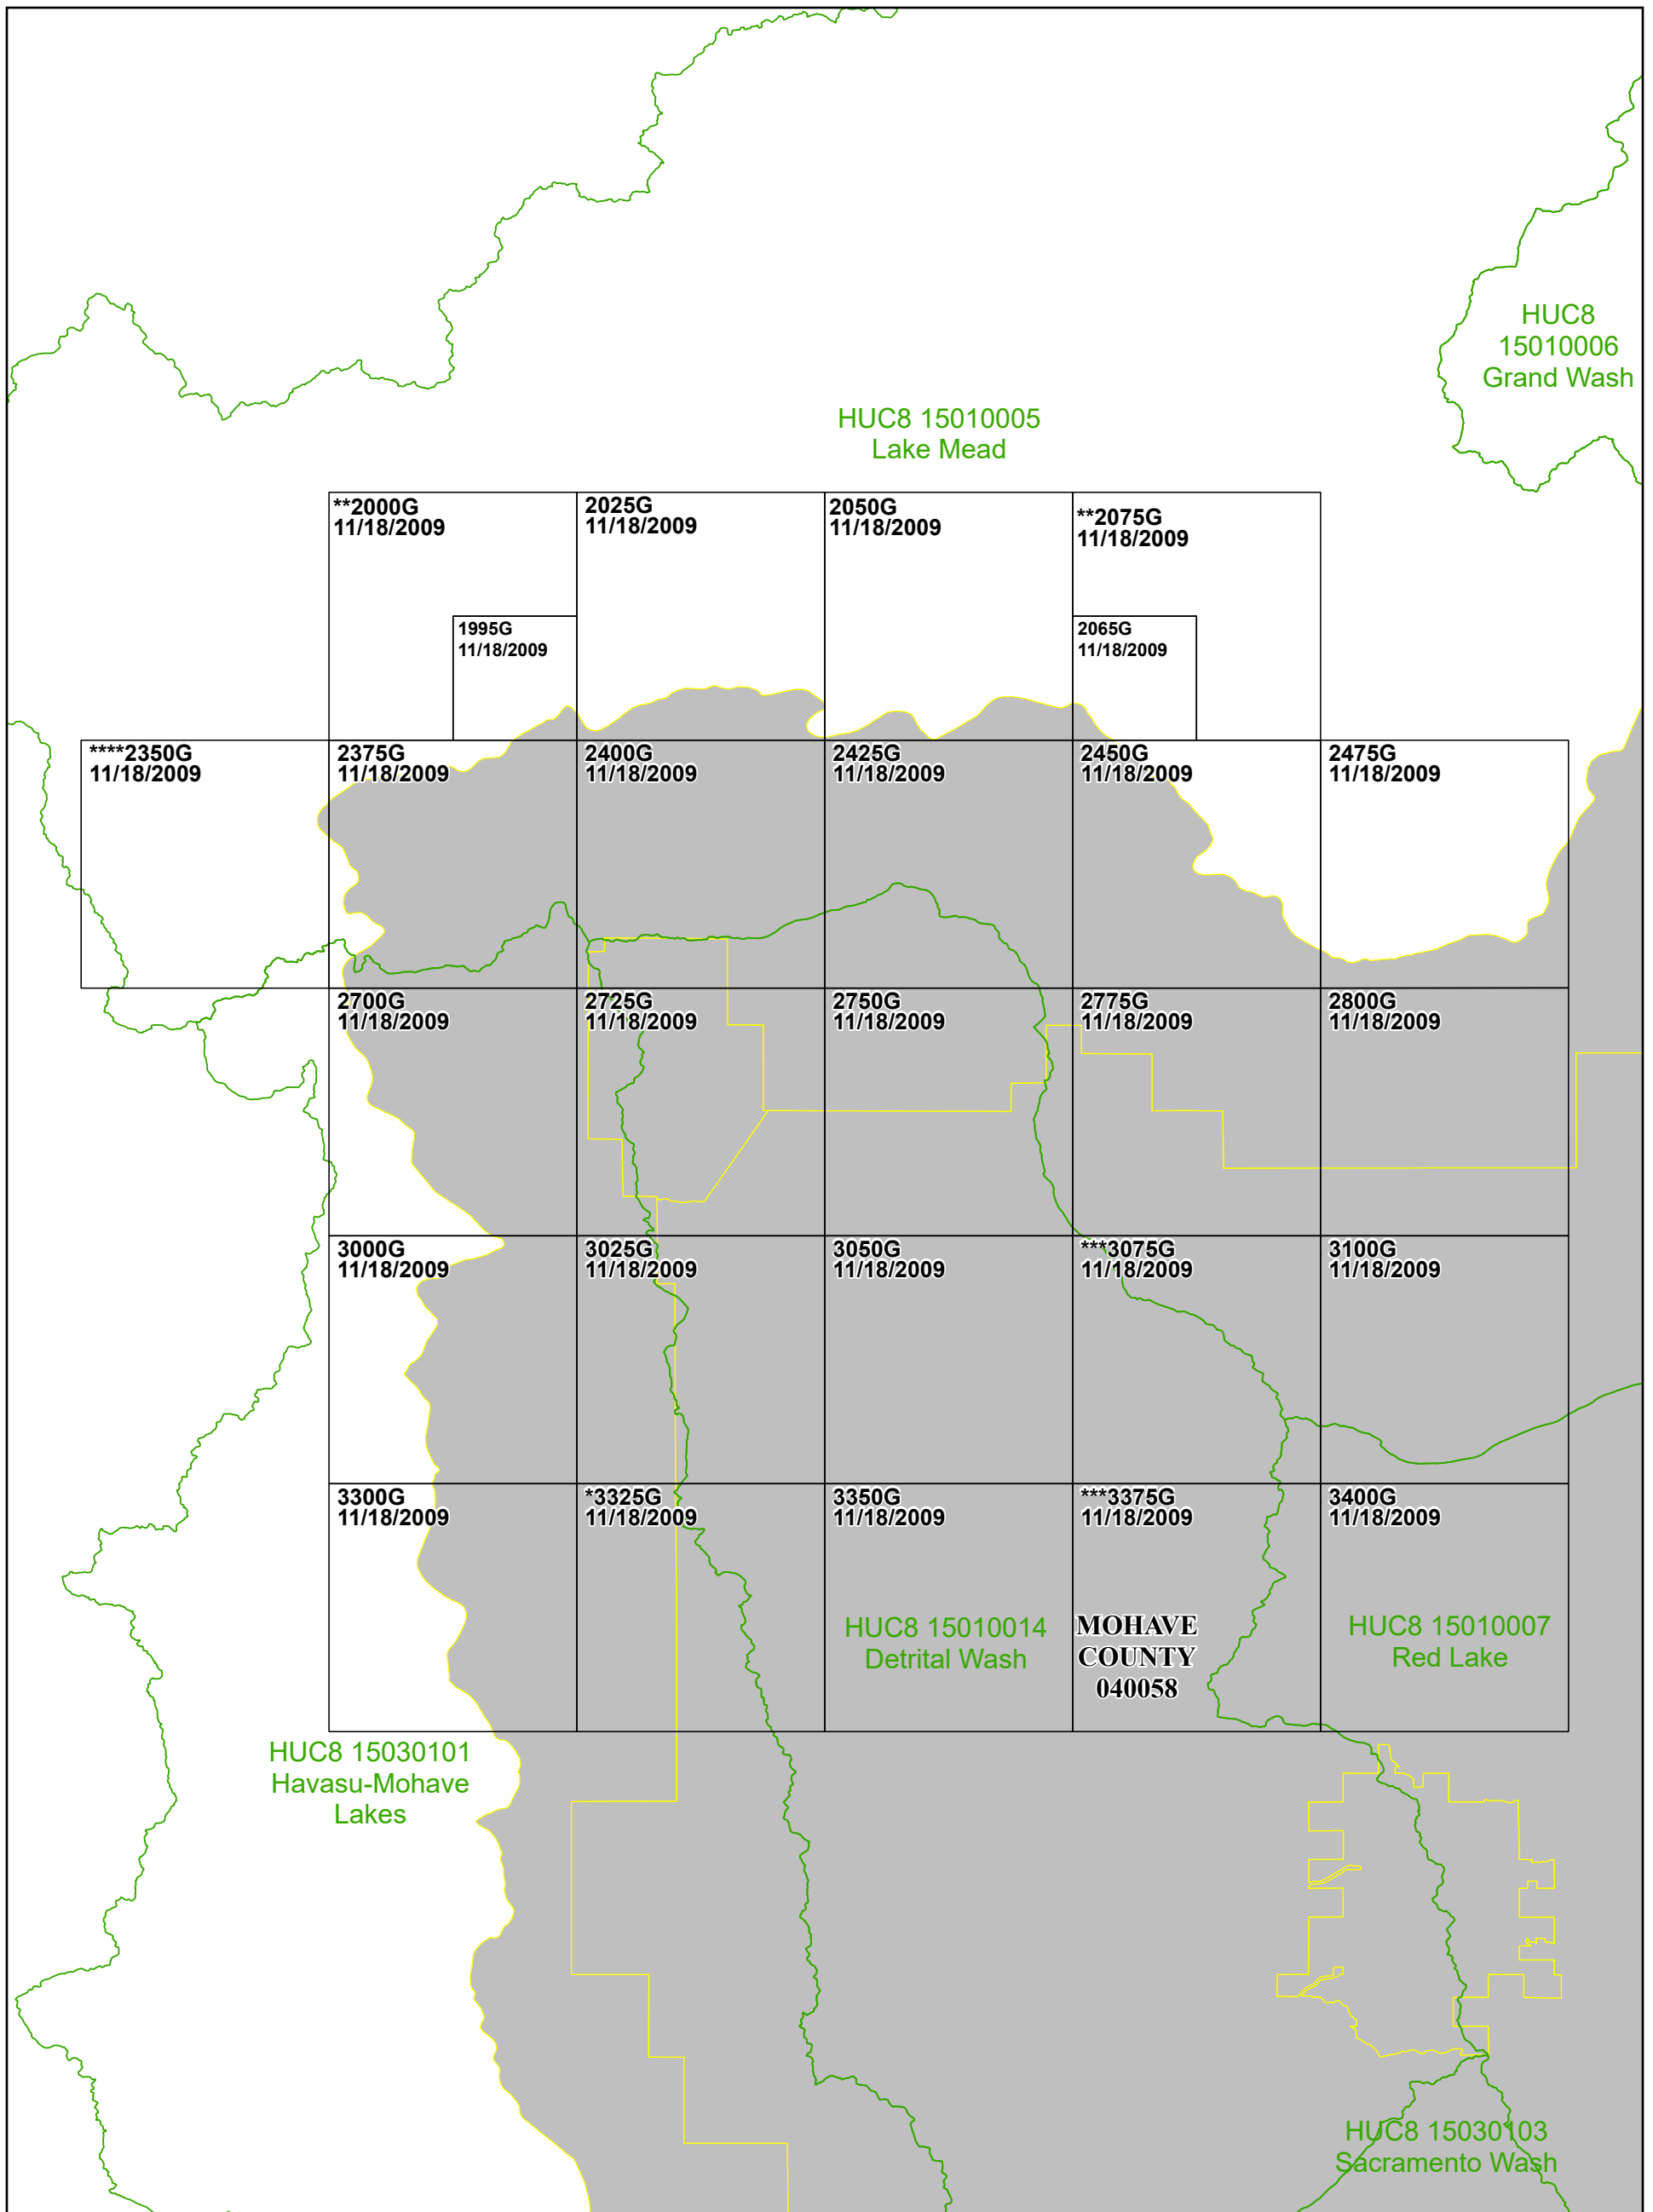 HUC8
15010006
Grand Wash
HUC8 15010005
Lake Mead
**2000G
11/18/2009
2025G
11/18/2009
2050G
11/18/2009
**2075G
11/18/2009
1995G
11/18/2009
2065G
11/18/2009
****2350G
11/18/2009
2375G
11/18/2009
2400G
11/18/2009
2425G
11/18/2009
2450G
11/18/2009
2475G
11/18/2009
2700G
11/18/2009
2725G
11/18/2009
2750G
11/18/2009
2775G
11/18/2009
2800G
11/18/2009
3000G
11/18/2009
3025G
11/18/2009
3050G
11/18/2009
***3075G
11/18/2009
3100G
11/18/2009
3300G
11/18/2009
*3325G
11/18/2009
3350G
11/18/2009
***3375G
11/18/2009
3400G
11/18/2009
HUC8 15010014
Detrital Wash
MOHAVE
COUNTY
040058
HUC8 15010007
Red Lake
HUC8 15030101
Havasu-Mohave
Lakes
HUC8 15030103
Sacramento Wash